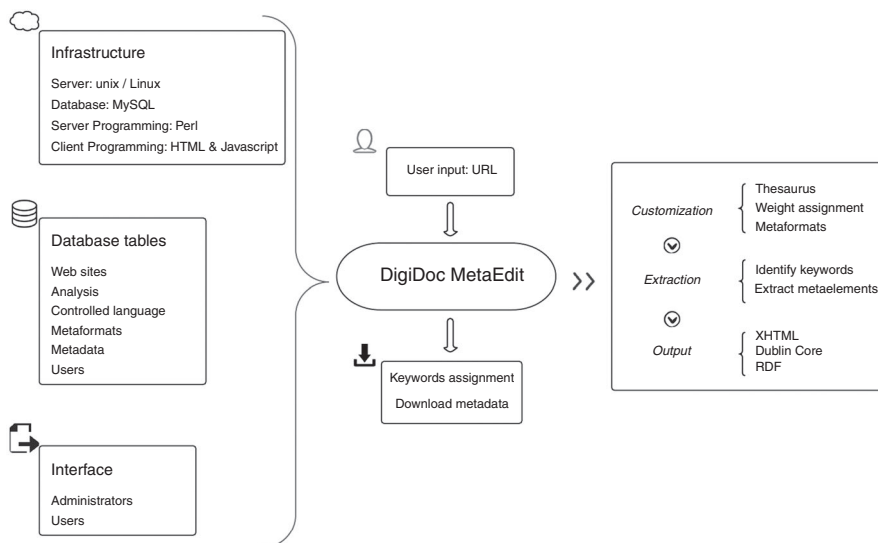 Infrastructure
Server: unix / Linux
Database: MySQL
Server Programming: Perl
Client Programming: HTML & Javascript
Database tables
Web sites
Analysis
Controlled language
Metaformats
Metadata
Users
Interface
Administrators
Users
User input: URL
DigiDoc MetaEdit
Keywords assignment
Download metadata
Customization
Thesaurus
Weight assignment
Metaformats
Extraction
Identify keywords
Extract metaelements
Output
XHTML
Dublin Core
RDF